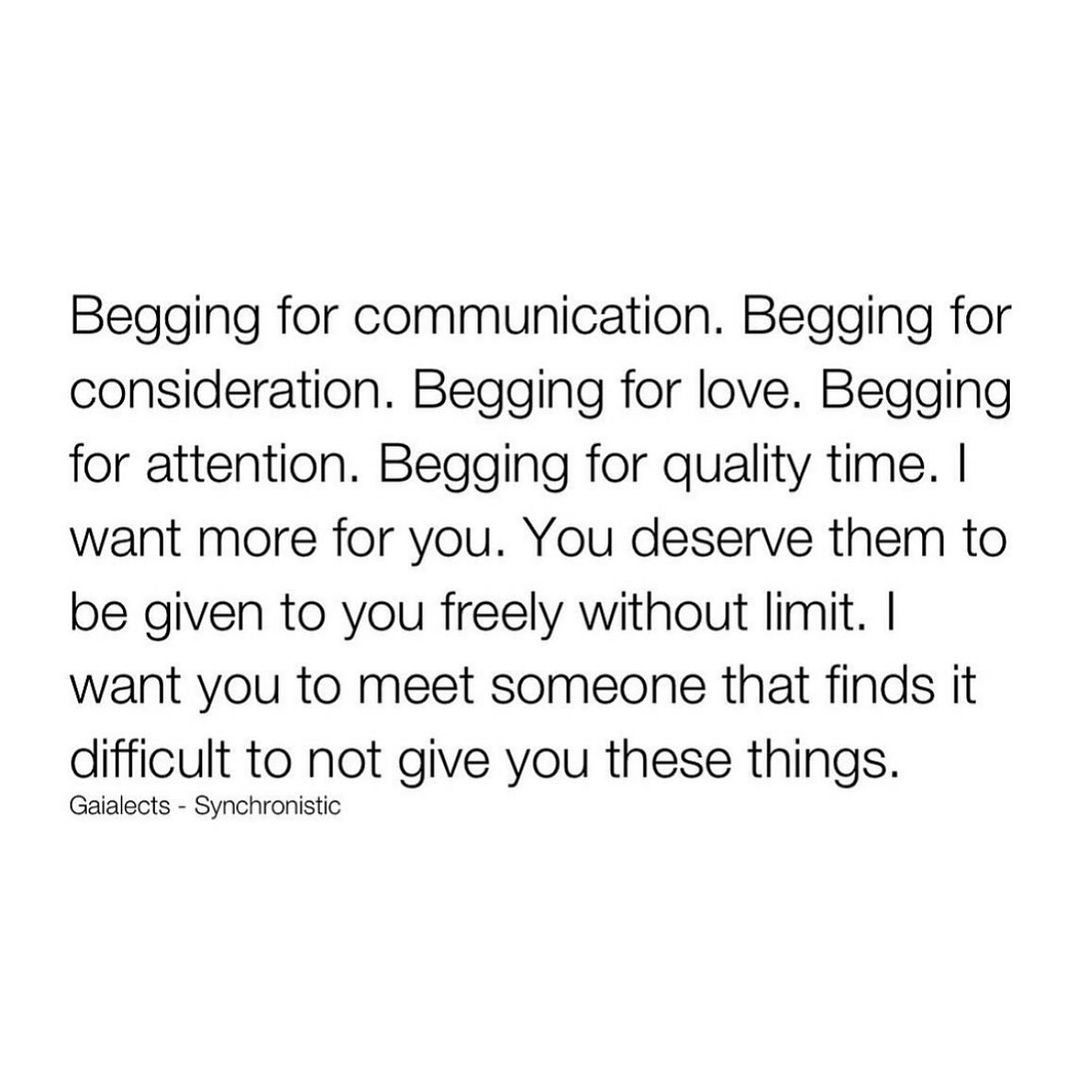 Begging for communication. Begging for
consideration. Begging for love. Begging
for attention. Begging for quality time. I
want more for you. You deserve them to
be given to you freely without limit. I
want you to meet someone that finds it
difficult to not give you these things.
Gaialects - Synchronistic